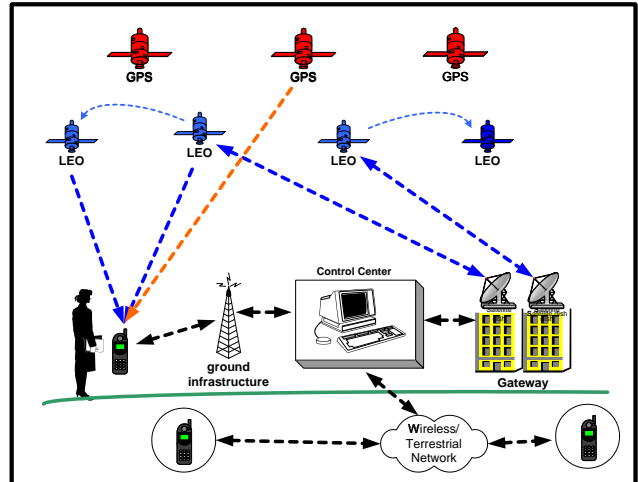 GPS
GPS
GPS
LEO
LEO
LEO
LEO
Control Center
ground
infrastructure
Gateway
Wireless/
Terrestrial
Network